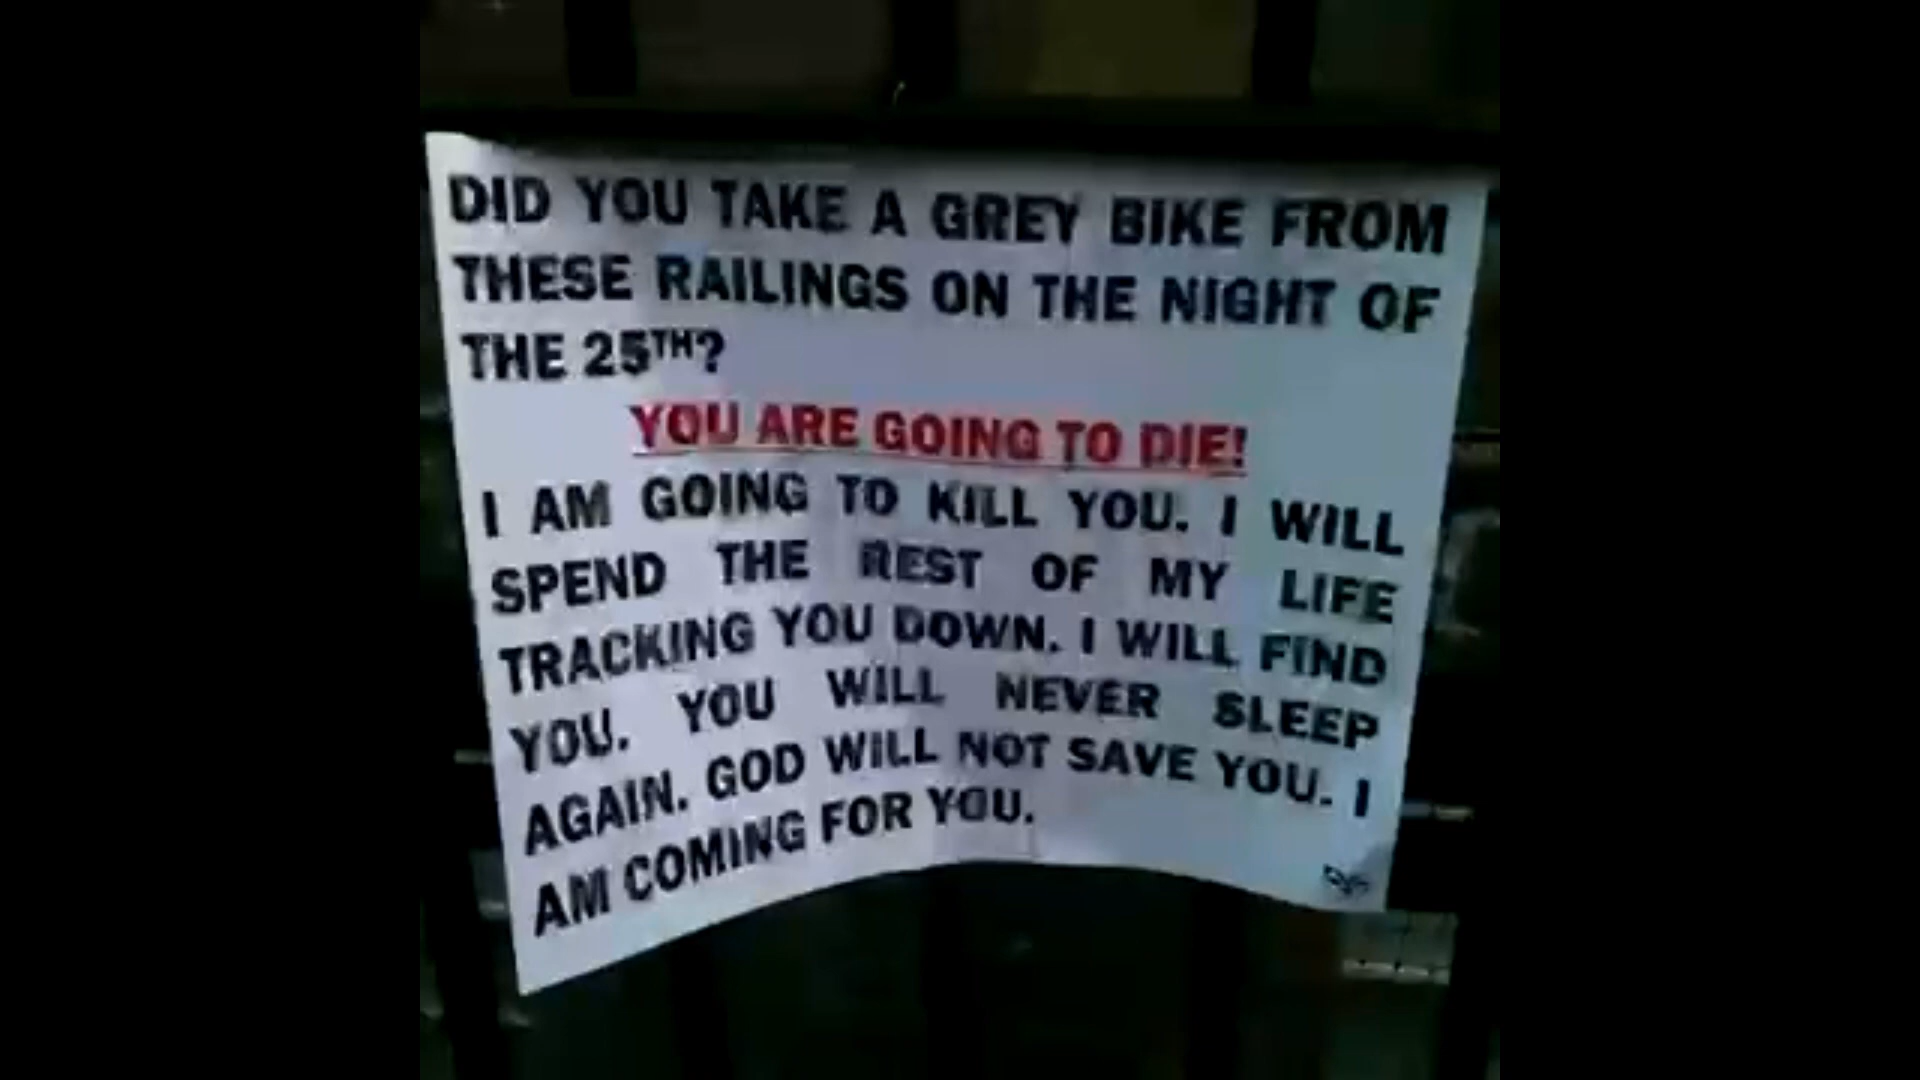 DID YOU TAKE A GREY BIKE FROM
THESE RAILINGS ON THE NIGHT OF
THE 25TH?
YOU ARE GOING TO DIE!
I AM GOING TO KILL YOU. I WILL
SPEND THE REST OF MY LIFE
TRACKING YOU DOWN. I WILL FIND
YOU. YOU WILL NEVER SLEEP
AGAIN. GOD WILL NOT SAVE YOU. I
AM COMING FOR YOU.